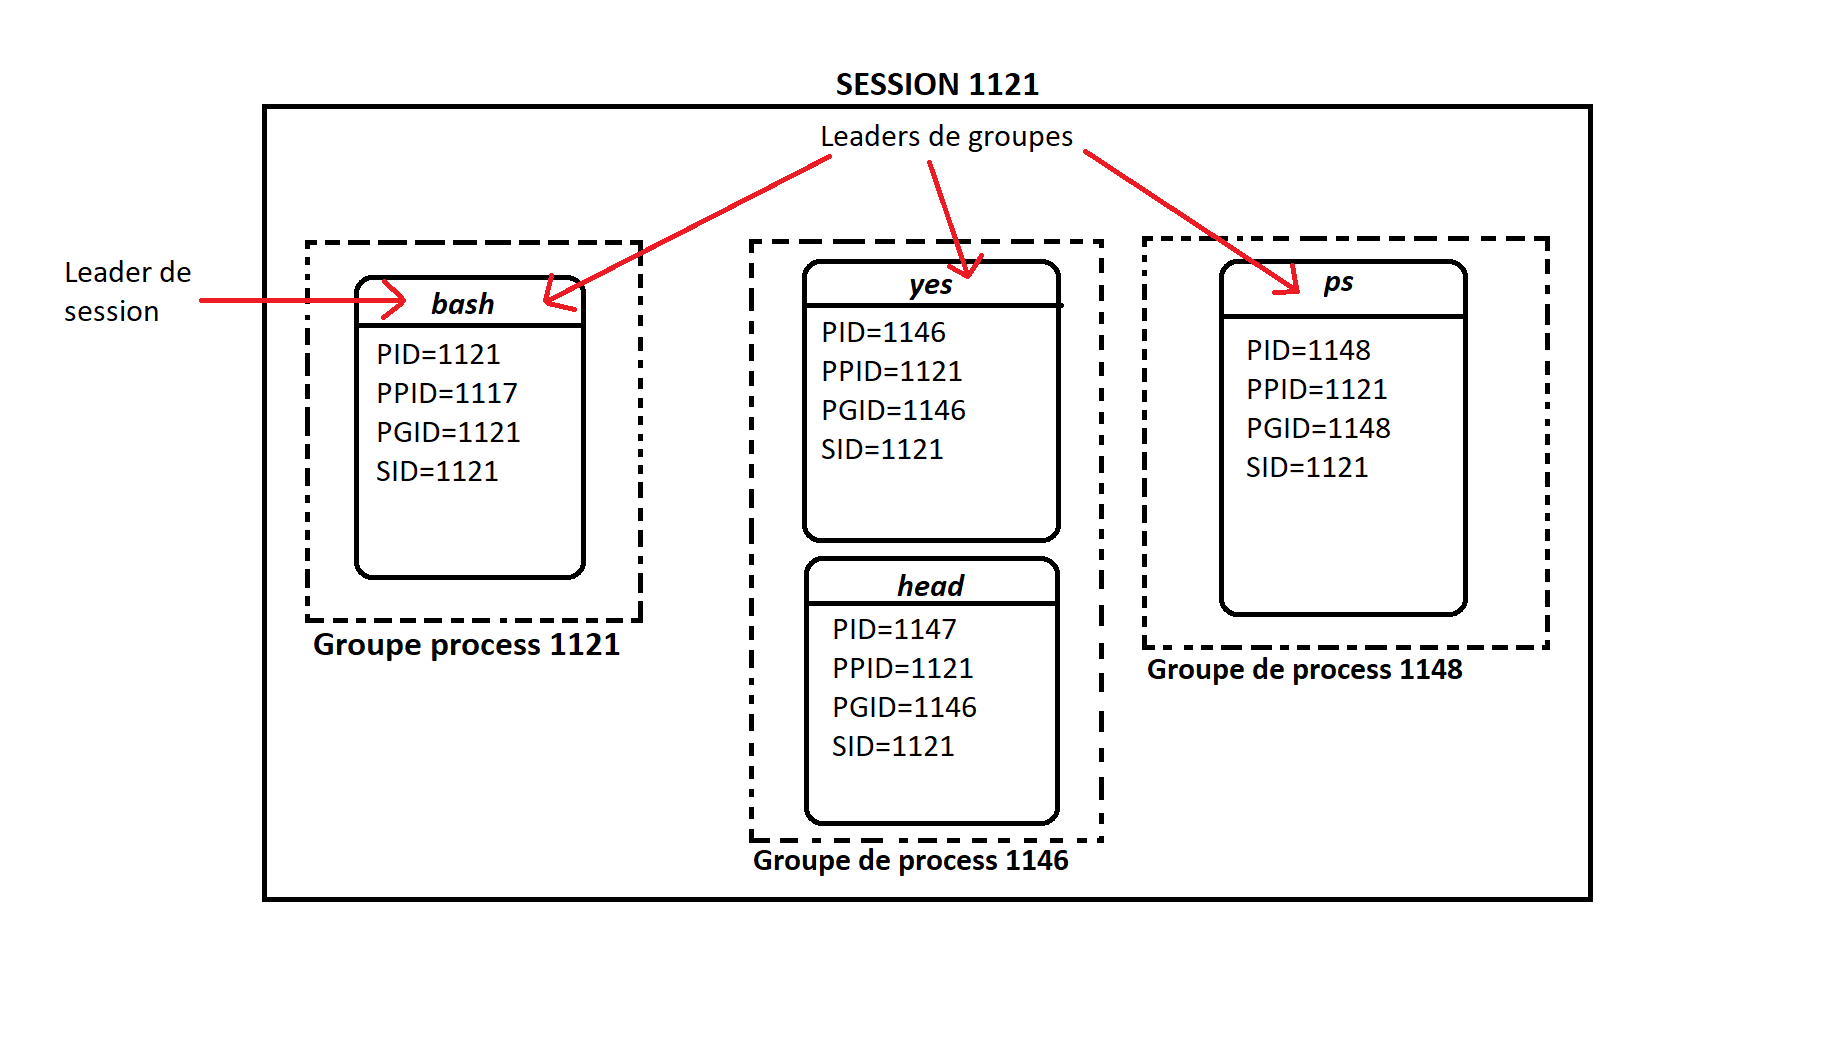 SESSION 1121
Leaders de groupes
Leader de
session
bash
PID=1121
PPID=1117
PGID=1121
SID=1121
Groupe process 1121
yes
PID=1146
PPID=1121
PGID=1146
SID=1121
head
PID=1147
PPID=1121
PGID=1146
SID=1121
Groupe de process 1146
ps
PID=1148
PPID=1121
PGID=1148
SID=1121
Groupe de process 1148